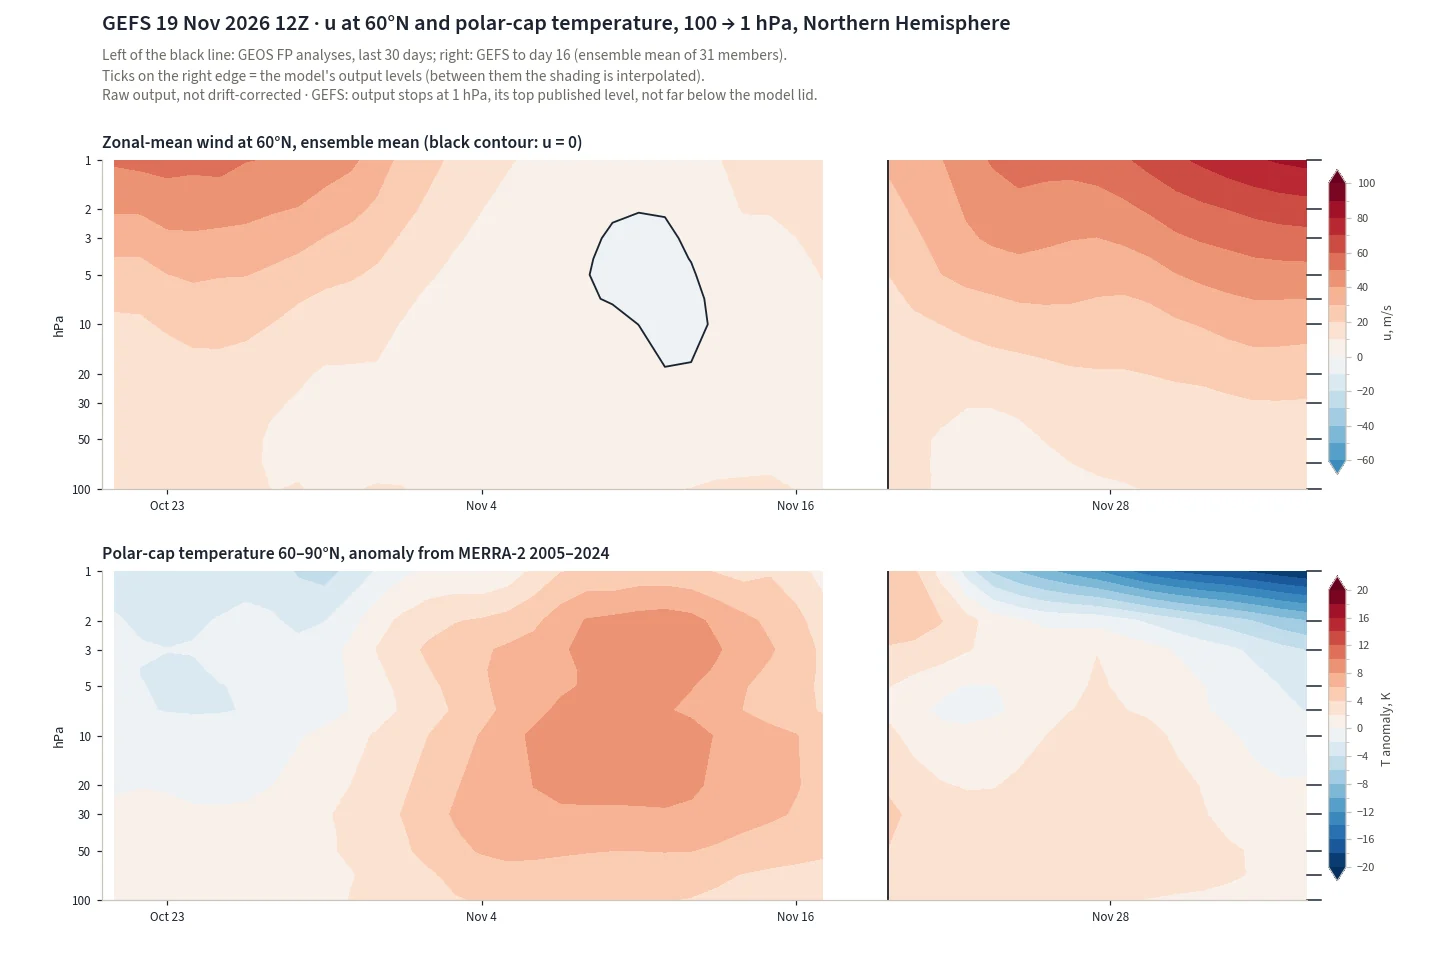 GEFS 19 Nov 2026 12Z · u at 60°N and polar-cap temperature, 100 → 1 hPa, Northern Hemisphere
Left of the black line: GEOS FP analyses, last 30 days; right: GEFS to day 16 (ensemble mean of 31 members).
Ticks on the right edge = the model's output levels (between them the shading is interpolated).
Raw output, not drift-corrected · GEFS: output stops at 1 hPa, its top published level, not far below the model lid.
Zonal-mean wind at 60°N, ensemble mean (black contour: u = 0)
1
2
3
5
10
20
30
50
100
hPa
Oct 23
Nov 4
Nov 16
Nov 28
100
80
60
40
20
0
−20
−40
−60
u, m/s
Polar-cap temperature 60–90°N, anomaly from MERRA-2 2005–2024
1
2
3
5
10
20
30
50
100
hPa
Oct 23
Nov 4
Nov 16
Nov 28
20
16
12
8
4
0
−4
−8
−12
−16
−20
T anomaly, K